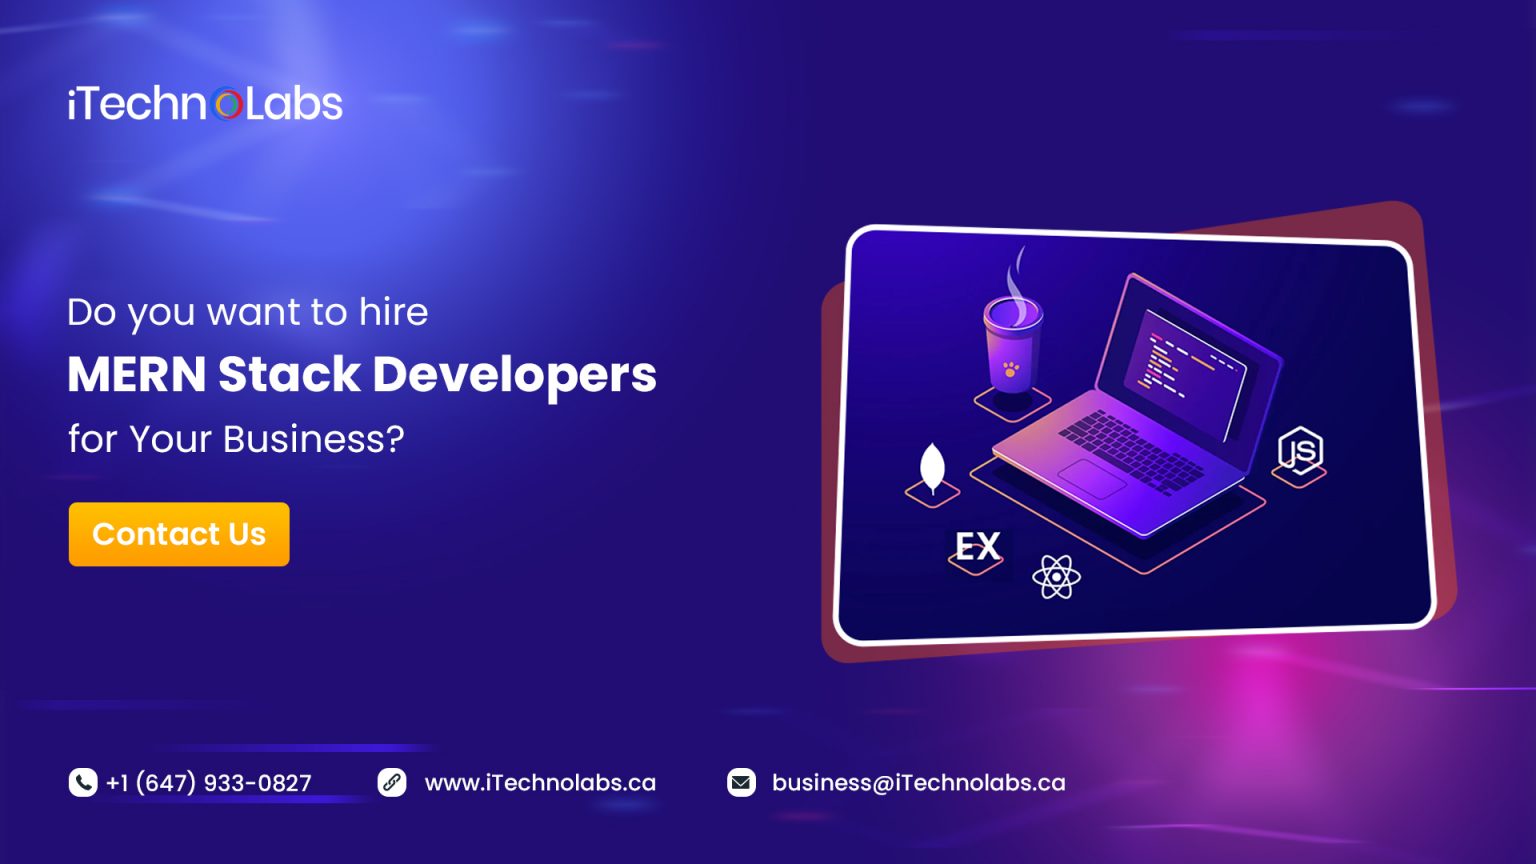 iTechnoLabs
Do you want to hire
MERN Stack Developers
for Your Business?
Contact Us
JS
EX
+1 (647) 933-0827
www.iTechnolabs.ca
business@iTechnolabs.ca